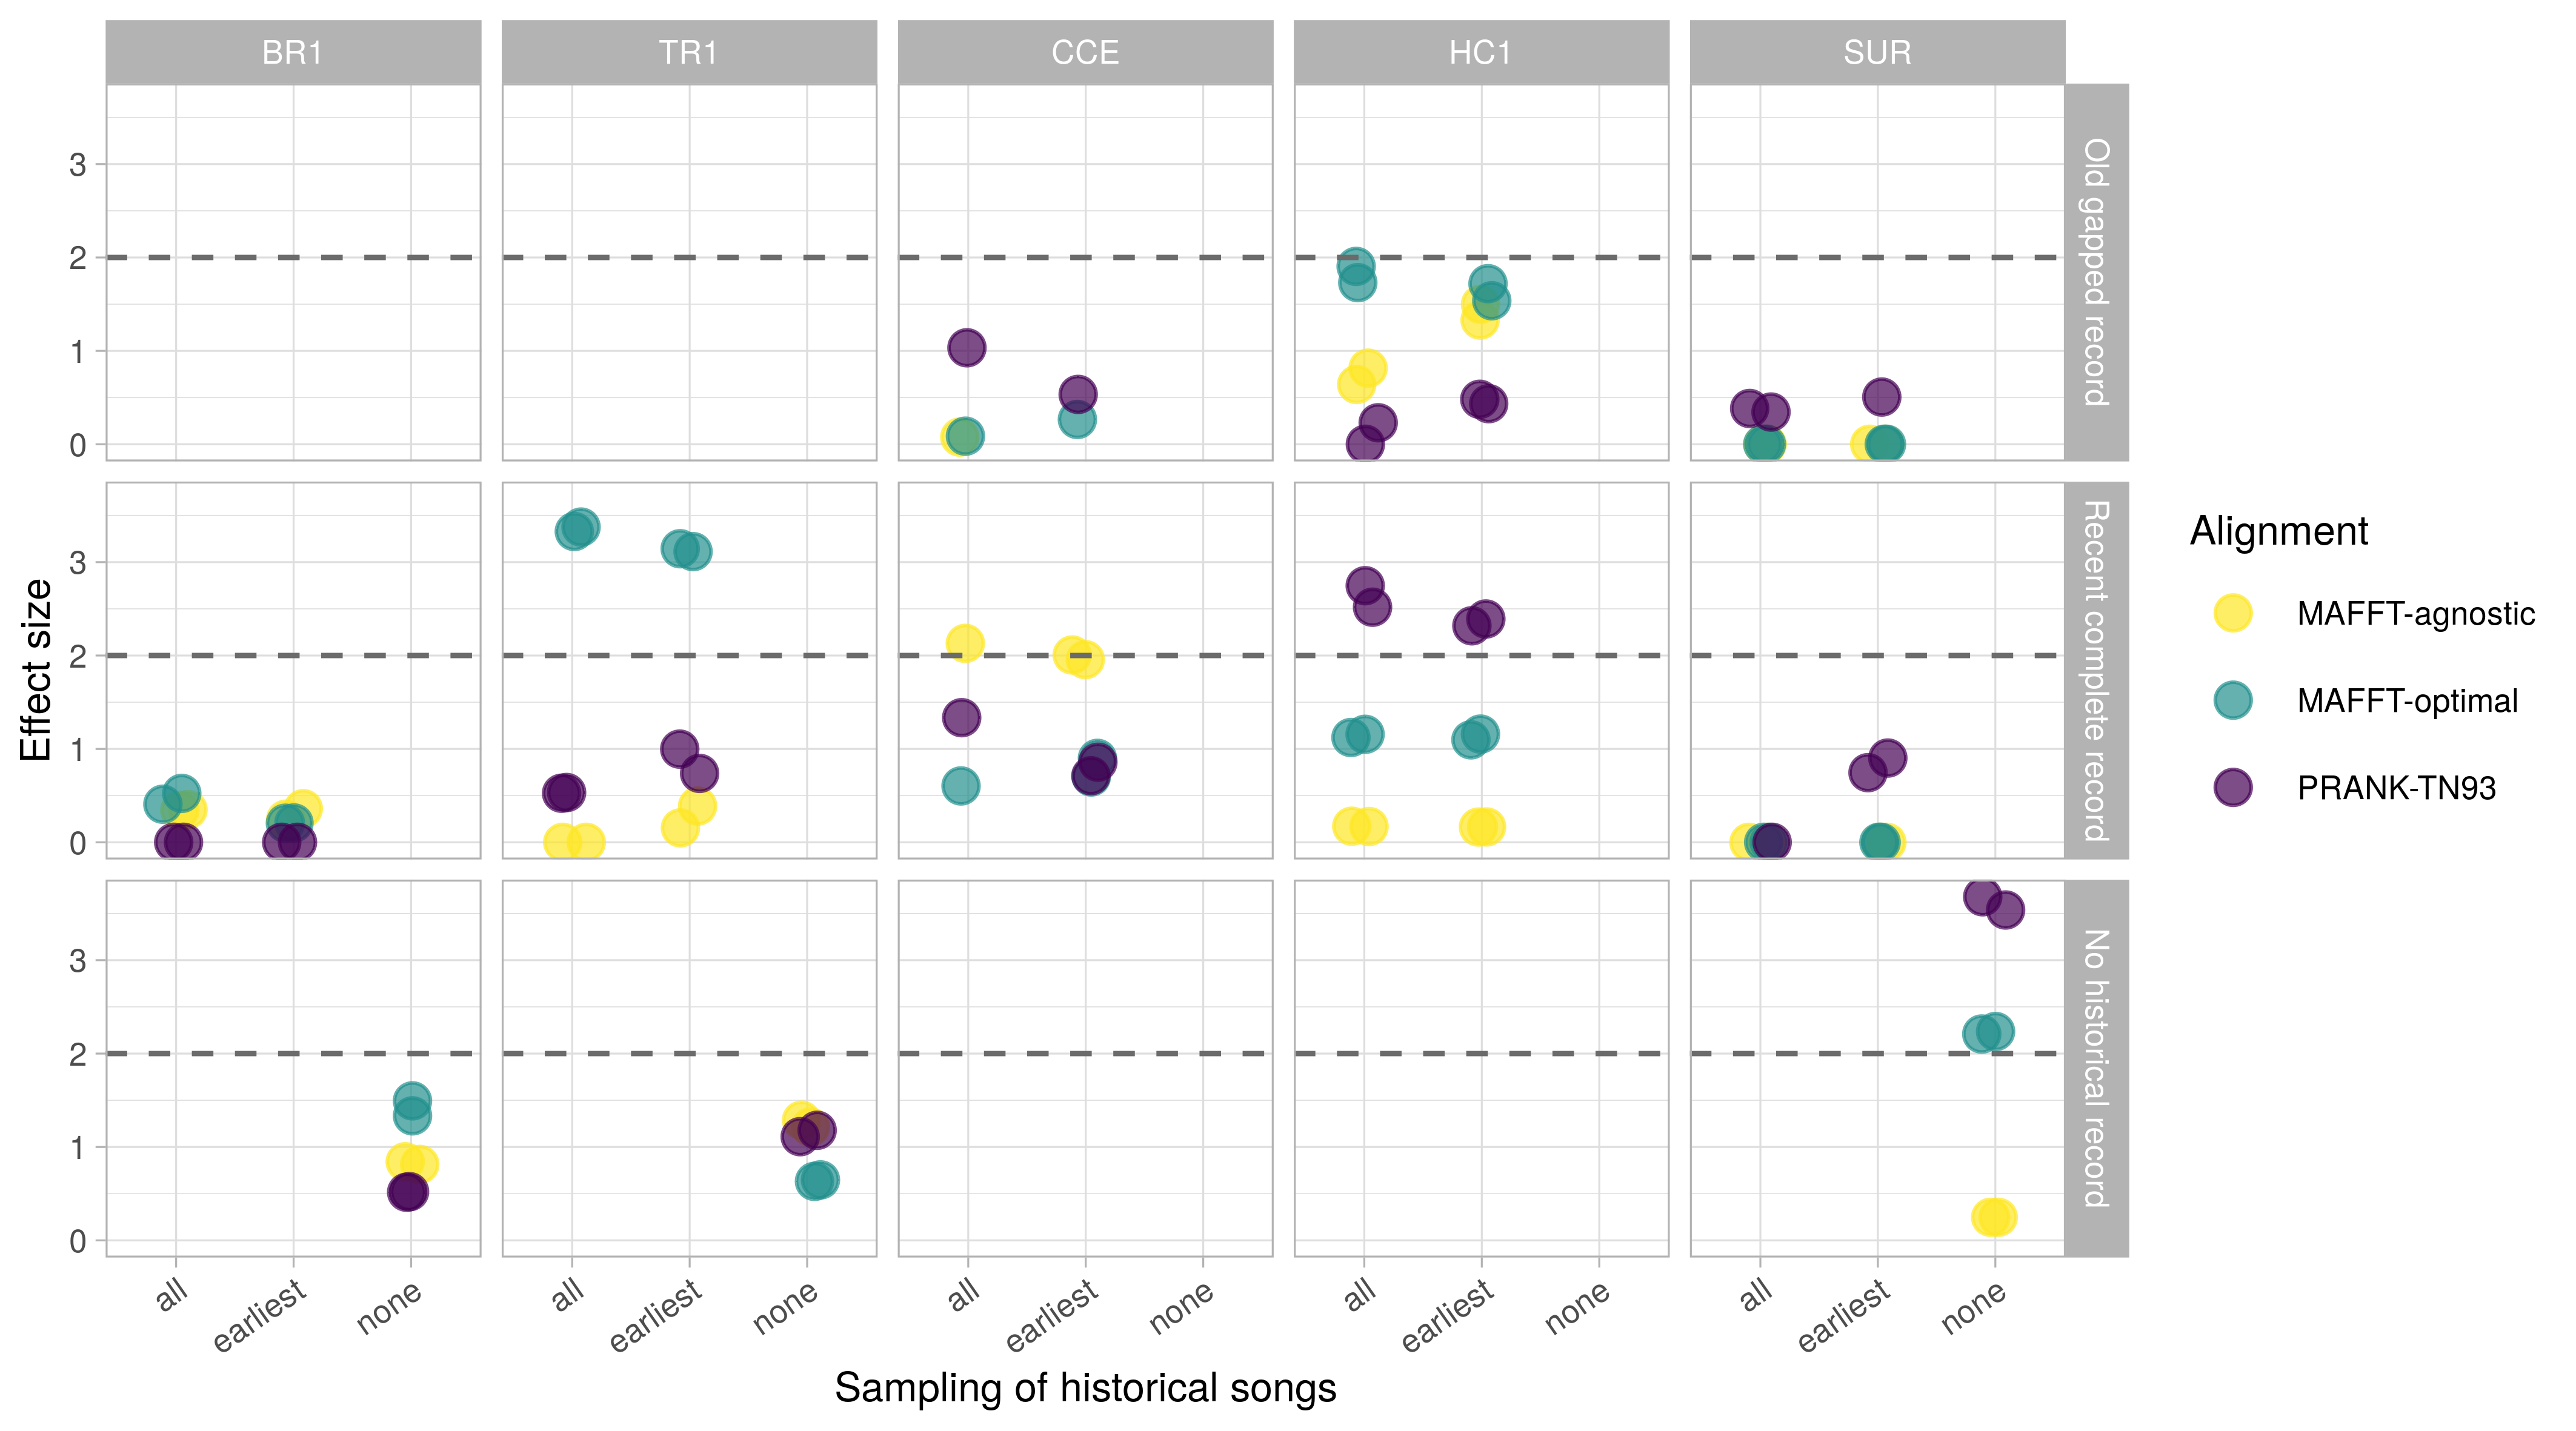 BR1 TR1 CCE HC1 SUR
3
2
1
0
Old gapped record
3
2
1
0
Recent complete record
3
2
1
0
No historical record
Effect size
all earliest none all earliest none all earliest none all earliest none all earliest none
Sampling of historical songs
Alignment
MAFFT-agnostic
MAFFT-optimal
PRANK-TN93